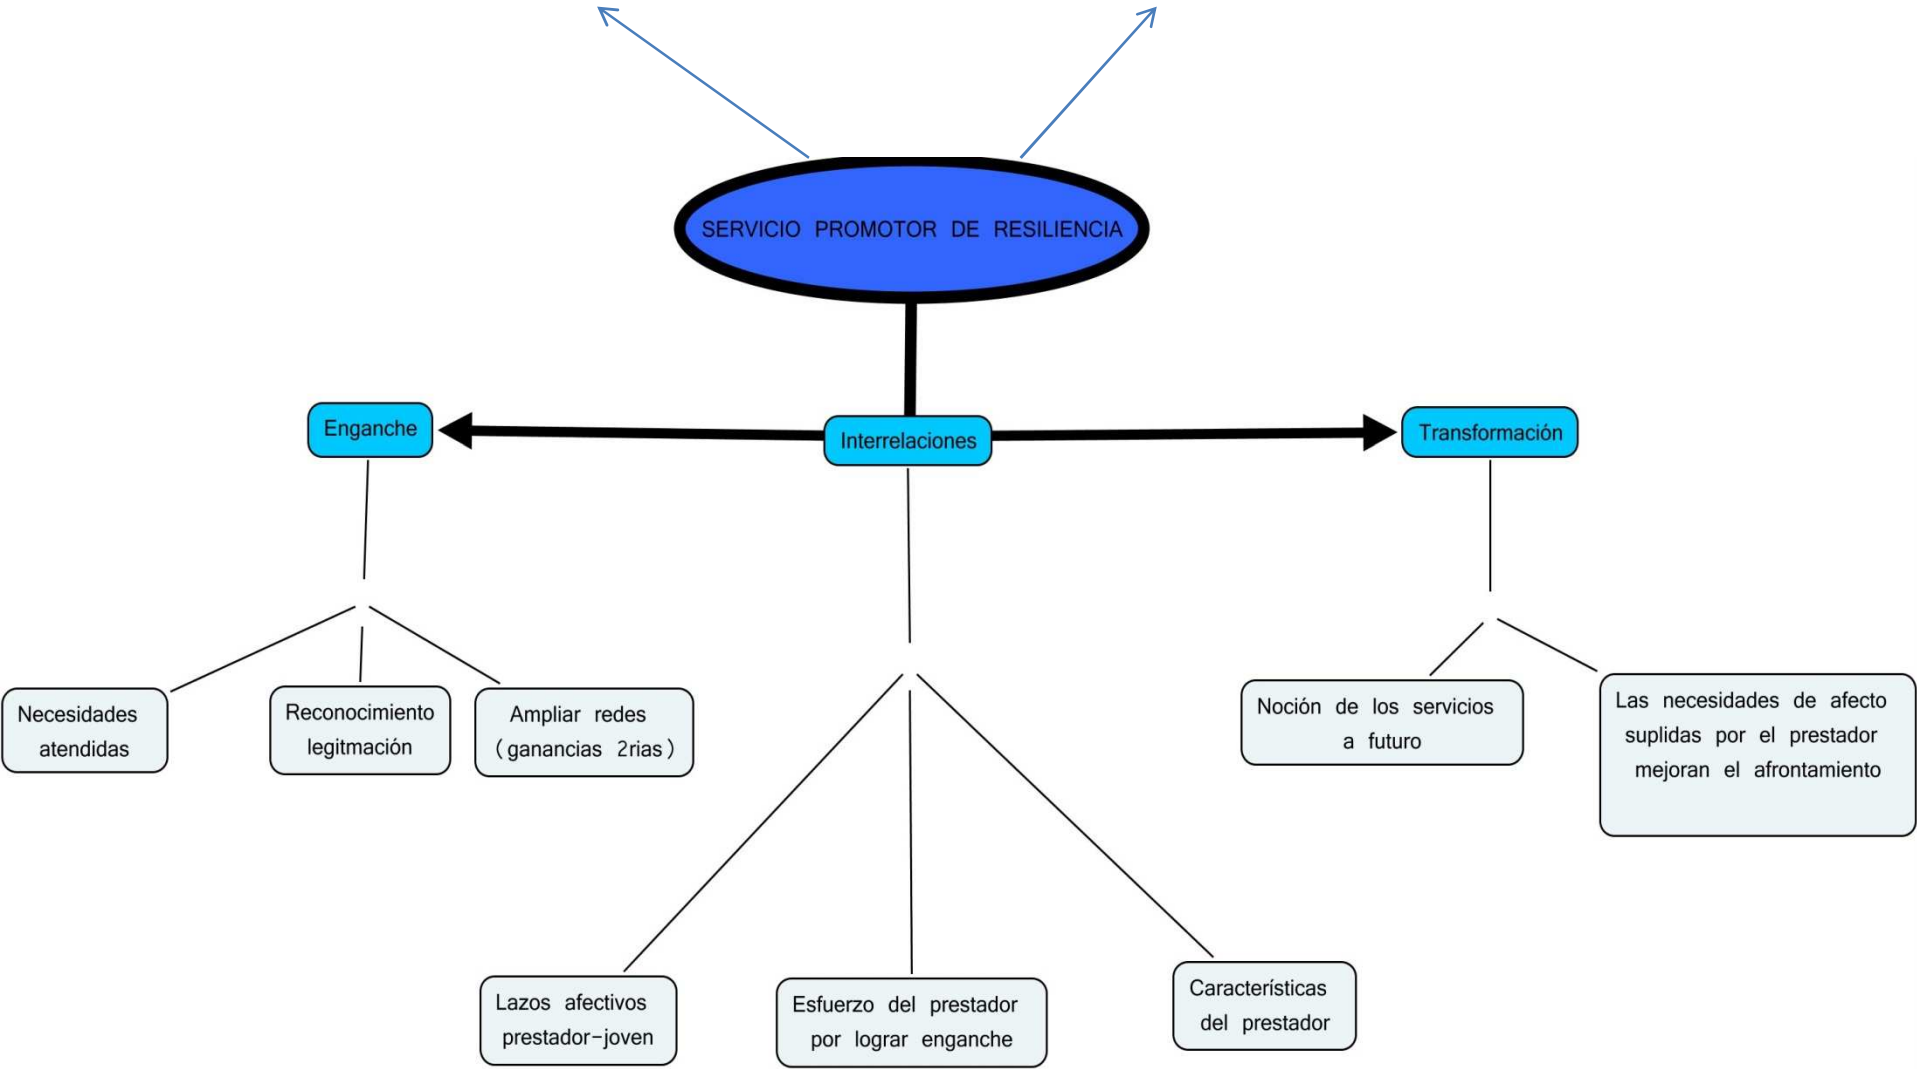 SERVICIO PROMOTOR DE RESILIENCIA
Enganche
Interrelaciones
Transformación
Necesidades
atendidas
Reconocimiento
legitmación
Ampliar redes
(ganancias 2rias)
Noción de los servicios
a futuro
Las necesidades de afecto
suplidas por el prestador
mejoran el afrontamiento
Lazos afectivos
prestador-joven
Esfuerzo del prestador
por lograr enganche
Características
del prestador